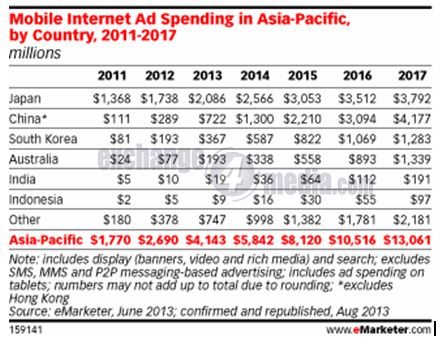 Mobile Internet Ad Spending in Asia-Pacific,
by Country, 2011-2017
millions
2011 2012 2013 2014 2015 2016 2017
Japan $1,368 $1,738 $2,086 $2,566 $3,053 $3,512 $3,792
China* $111 $289 $722 $1,300 $2,210 $3,094 $4,177
South Korea $81 $193 $367 $587 $822 $1,069 $1,283
Australia $24 $77 $193 $338 $558 $893 $1,339
India $5 $10 $19 $36 $64 $112 $191
Indonesia $2 $5 $9 $16 $30 $55 $97
Other $180 $378 $747 $998 $1,382 $1,781 $2,181
Asia-Pacific $1,770 $2,690 $4,143 $5,842 $8,120 $10,516 $13,061
exchange
4
media.com
Note: includes display (banners, video and rich media) and search; excludes
SMS, MMS and P2P messaging-based advertising; includes ad spending on
tablets; numbers may not add up to total due to rounding; *excludes
Hong Kong
Source: eMarketer, June 2013; confirmed and republished, Aug 2013
159141 www.eMarketer.com